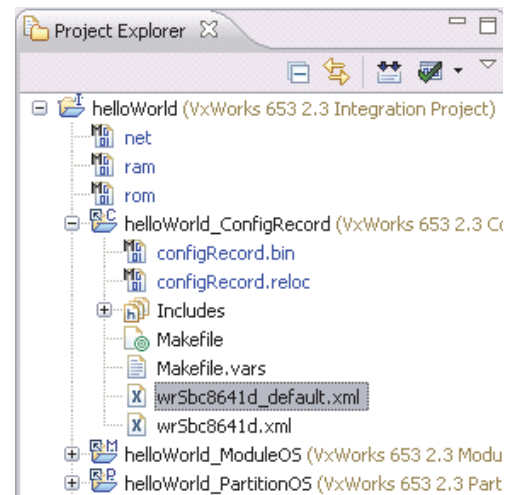 Project Explorer
helloWorld (VxWorks 653 2.3 Integration Project)
net
ram
rom
helloWorld_ConfigRecord (VxWorks 653 2.3 Co
configRecord.bin
configRecord.reloc
Includes
Makefile
Makefile.vars
wrSbc8641d_default.xml
wrSbc8641d.xml
helloWorld_ModuleOS (VxWorks 653 2.3 Modu
helloWorld_PartitionOS (VxWorks 653 2.3 Part